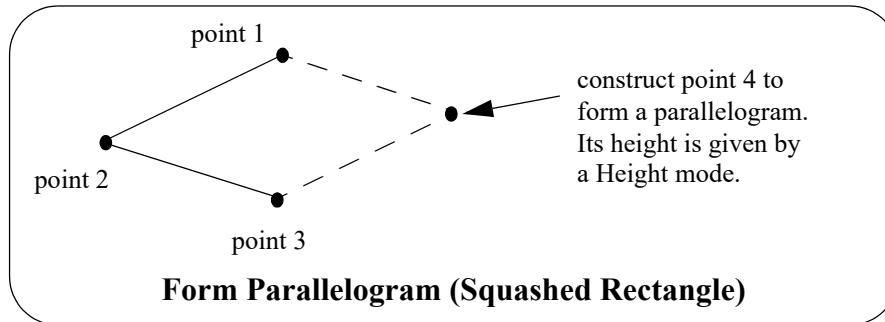 point 1
construct point 4 to
form a parallelogram.
Its height is given by
a Height mode.
point 2
point 3
Form Parallelogram (Squashed Rectangle)